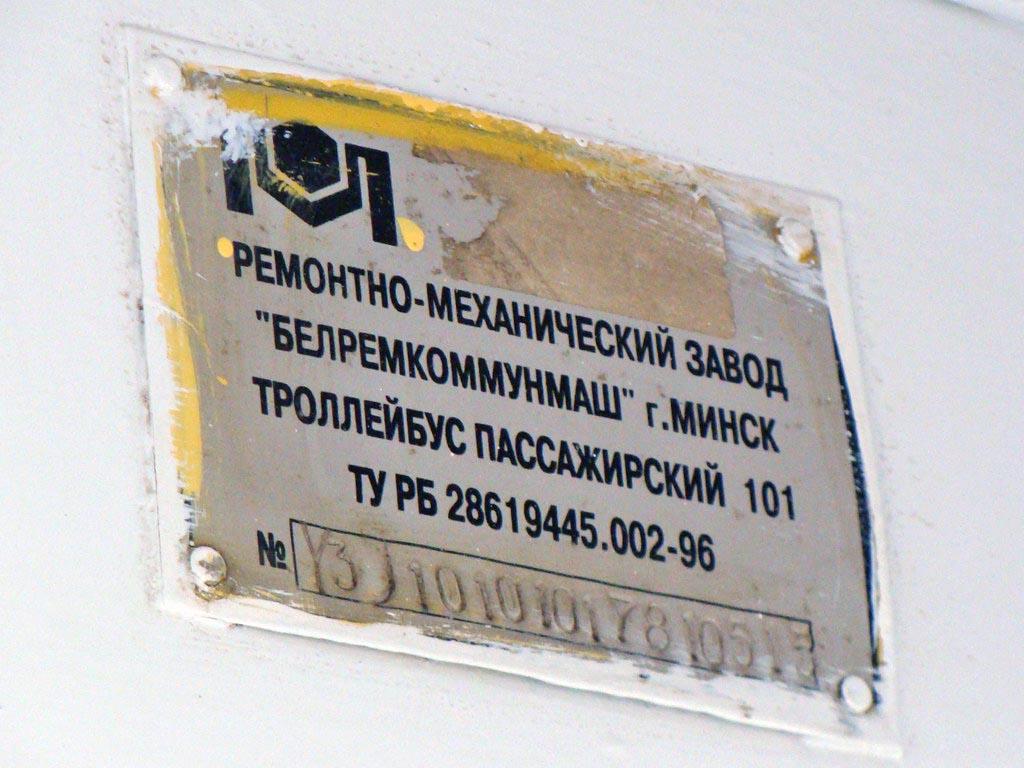 РЕМОНТНО-МЕХАНИЧЕСКИЙ ЗАВОД
"БЕЛРЕМКОММУНМАШ" г.МИНСК
ТРОЛЛЕЙБУС ПАССАЖИРСКИЙ 101
ТУ РБ 28619445.002-96
№